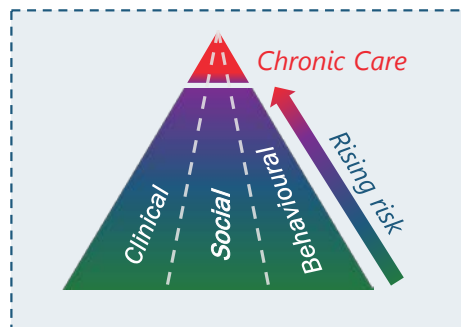 Chronic Care
Rising risk
Clinical
Social
Behavioural